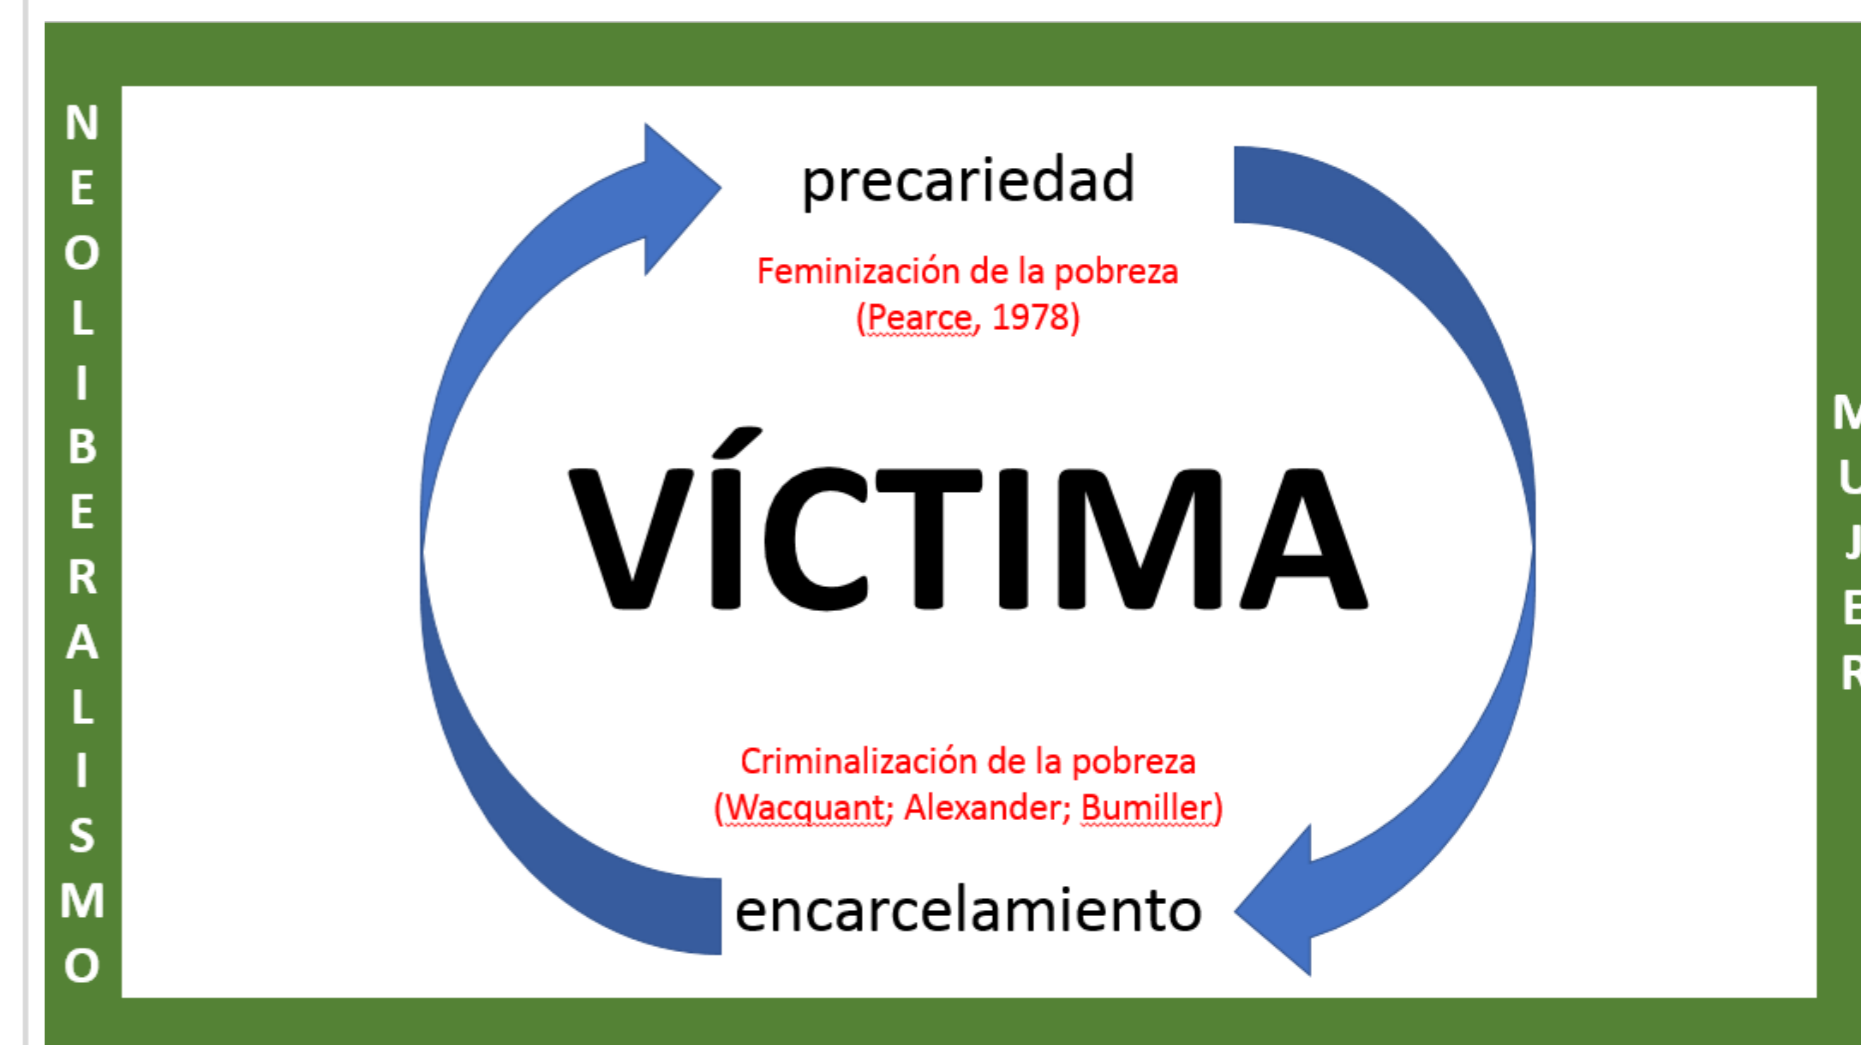 NEOLIBERALISMO
precariedad
Feminización de la pobreza
(Pearce, 1978)
VÍCTIMA
Criminalización de la pobreza
(Wacquant; Alexander; Bumiller)
encarcelamiento
MUJER